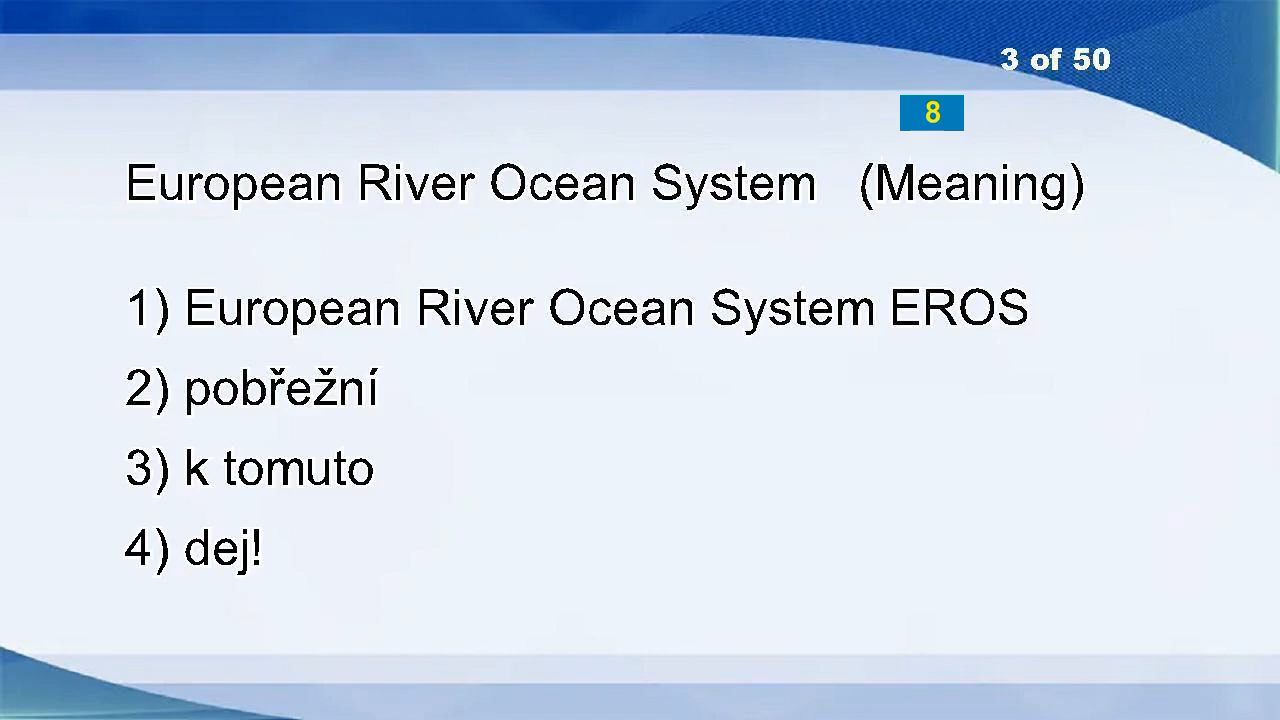 3 of 50
8
European River Ocean System (Meaning)
1) European River Ocean System EROS
2) pobřežní
3) k tomuto
4) dej!